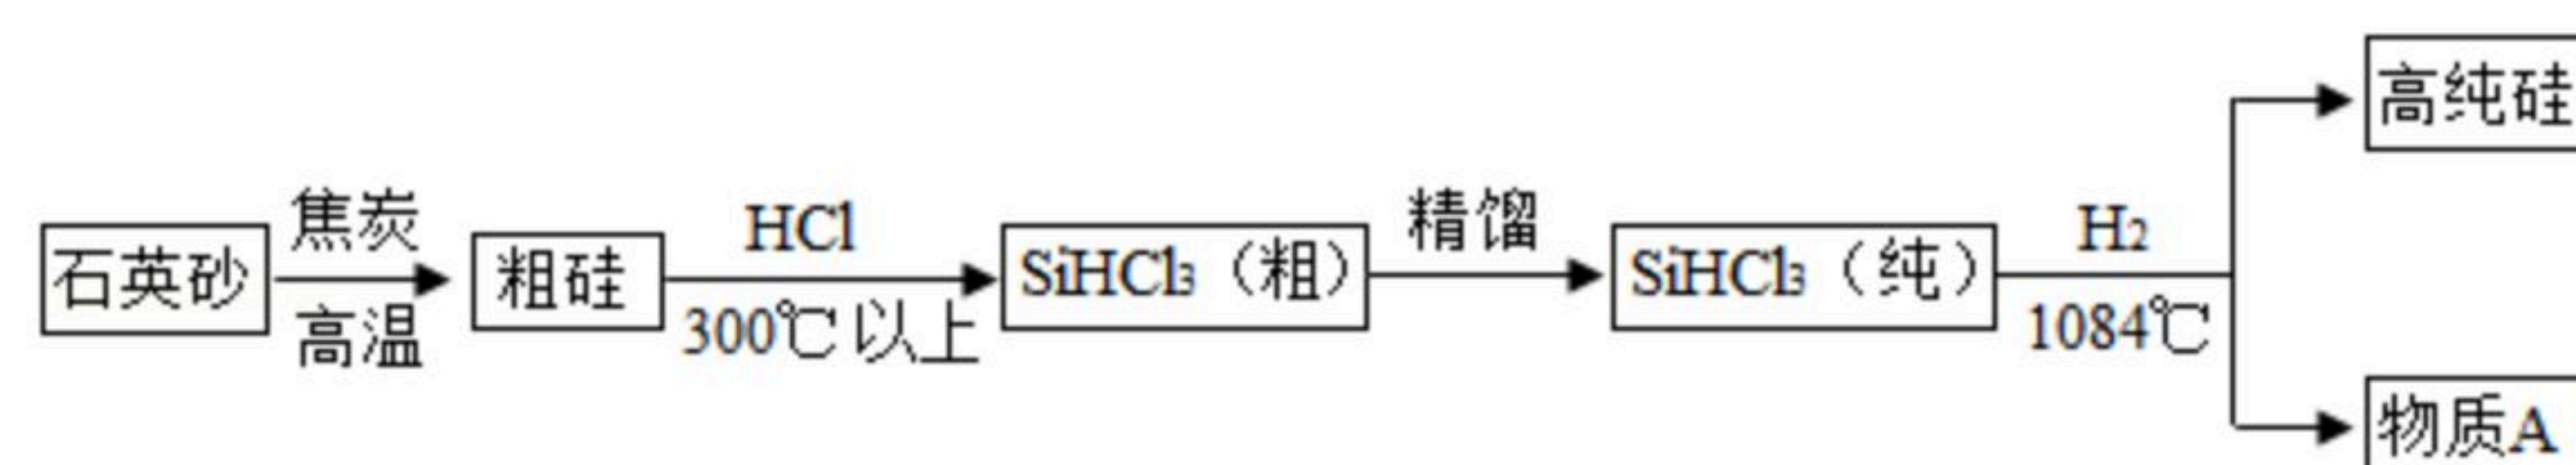 石英砂
焦炭
高温
粗硅
HCl
300℃以上
SiHCl₃（粗）
精馏
SiHCl₃（纯）
H₂
1084℃
高纯硅
物质A